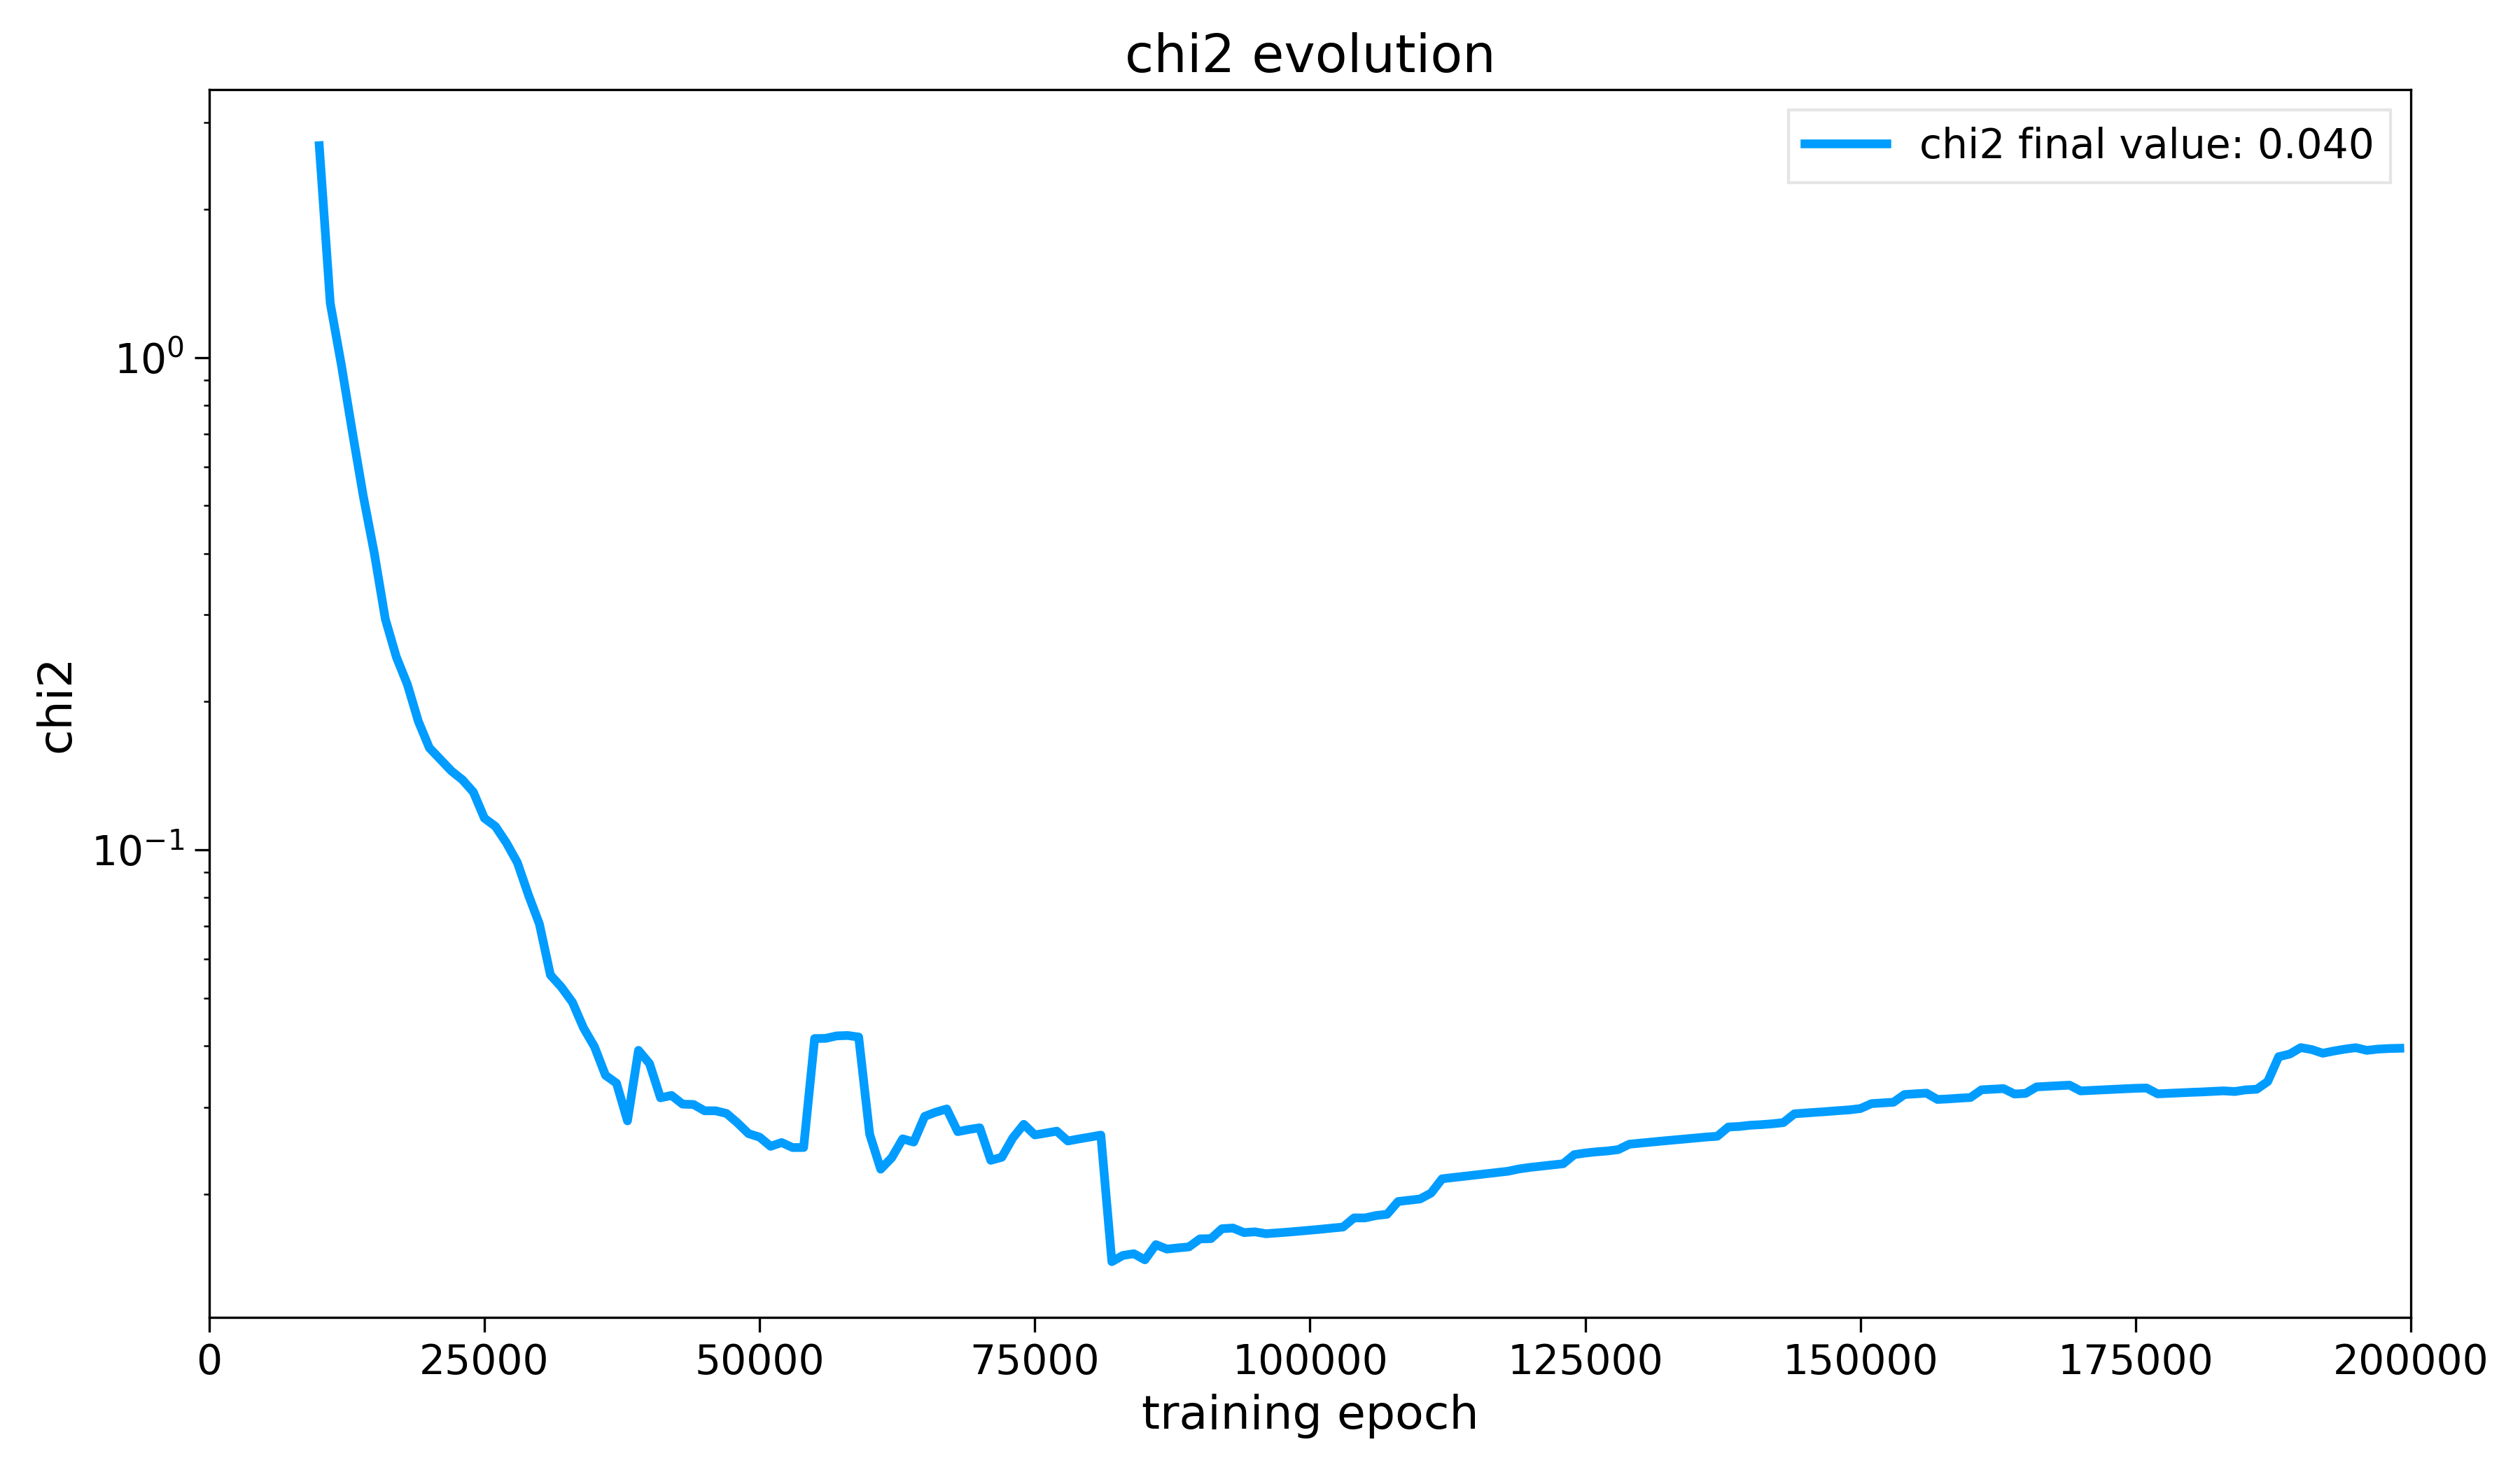 chi2 evolution
chi2 final value: 0.040
10⁰
10⁻¹
chi2
0 25000 50000 75000 100000 125000 150000 175000 200000
training epoch